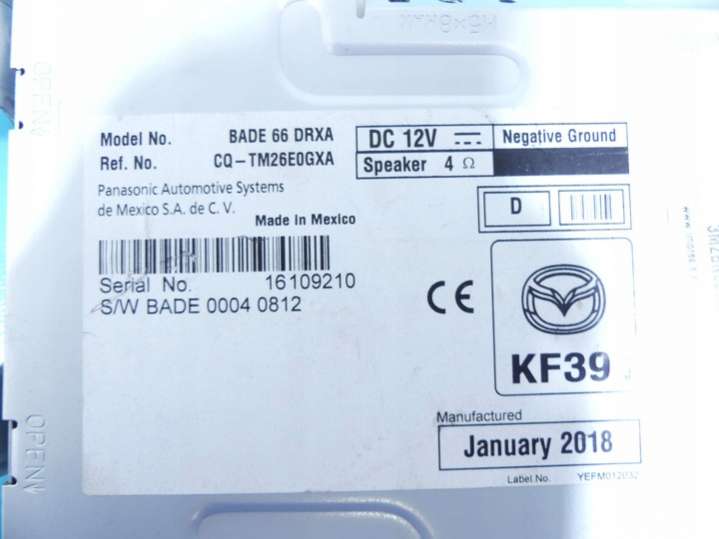 OPEN
Model No. BADE 66 DRXA
Ref. No. CQ-TM26E0GXA
DC 12V
Negative Ground
Speaker 4 Ω
Panasonic Automotive Systems
de Mexico S.A. de C. V.
Made In Mexico
D
Serial No. 16109210
S/W BADE 0004 0812
CE
KF39
Manufactured
January 2018
Label No. YEFM012032
OPEN